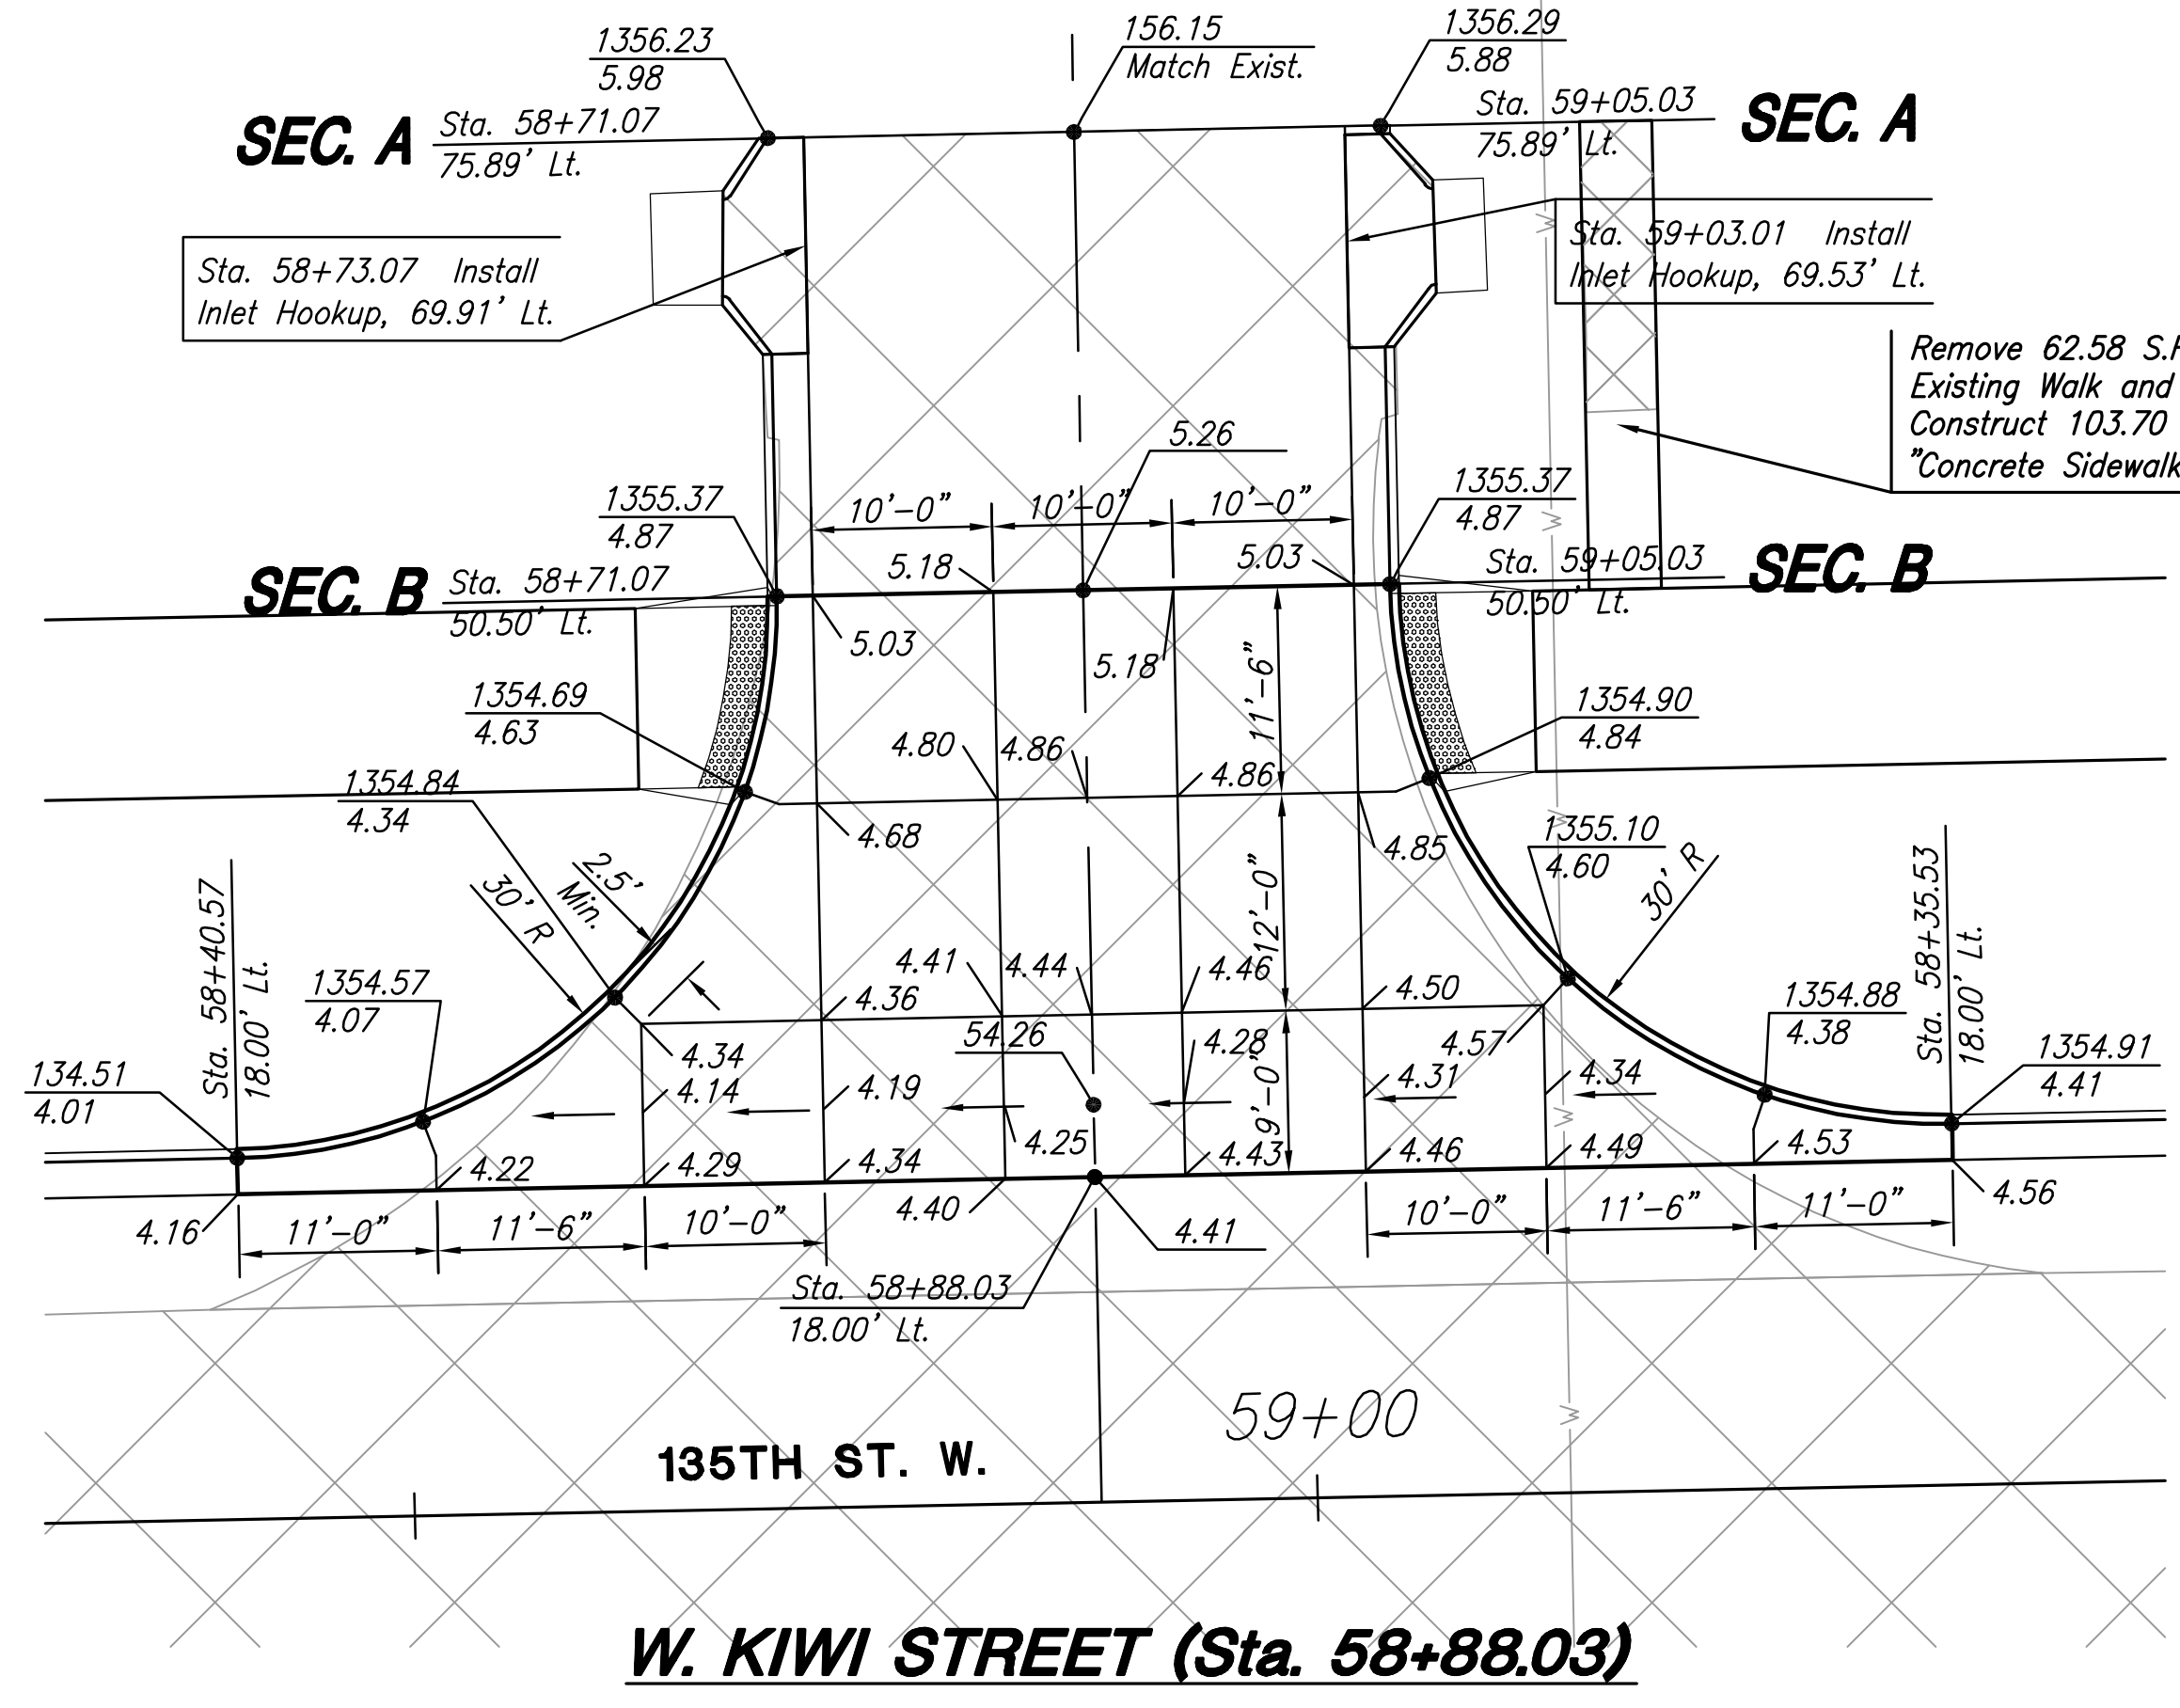 1356.23
5.98
156.15
Match Exist.
1356.29
5.88
SEC. A
Sta. 58+71.07
75.89' Lt.
Sta. 59+05.03
75.89' Lt.
SEC. A
Sta. 58+73.07 Install
Inlet Hookup, 69.91' Lt.
Sta. 59+03.01 Install
Inlet Hookup, 69.53' Lt.
Remove 62.58 S.
Existing Walk and
Construct 103.70
"Concrete Sidewalk
5.26
1355.37
4.87
10'-0"
10'-0"
10'-0"
1355.37
4.87
SEC. B
Sta. 58+71.07
50.50' Lt.
5.18
5.03
Sta. 59+05.03
50.50' Lt.
SEC. B
5.03
5.18
11'-6"
1354.69
4.63
1354.90
4.84
4.80
4.86
4.86
1354.84
4.34
4.68
4.85
1355.10
4.60
2.5'
Min.
30' R
30' R
12'-0"
Sta. 58+40.57
18.00' Lt.
Sta. 58+35.53
18.00' Lt.
1354.57
4.07
4.41
4.44
4.46
4.36
4.50
1354.88
4.38
54.26
4.34
4.28
4.57
9'-0"
134.51
4.01
4.14
4.19
4.31
4.34
1354.91
4.41
4.25
4.22
4.29
4.34
4.43
4.46
4.49
4.53
4.16
4.40
4.41
4.56
11'-0"
11'-6"
10'-0"
10'-0"
11'-6"
11'-0"
Sta. 58+88.03
18.00' Lt.
59+00
135TH ST. W.
W. KIWI STREET (Sta. 58+88.03)